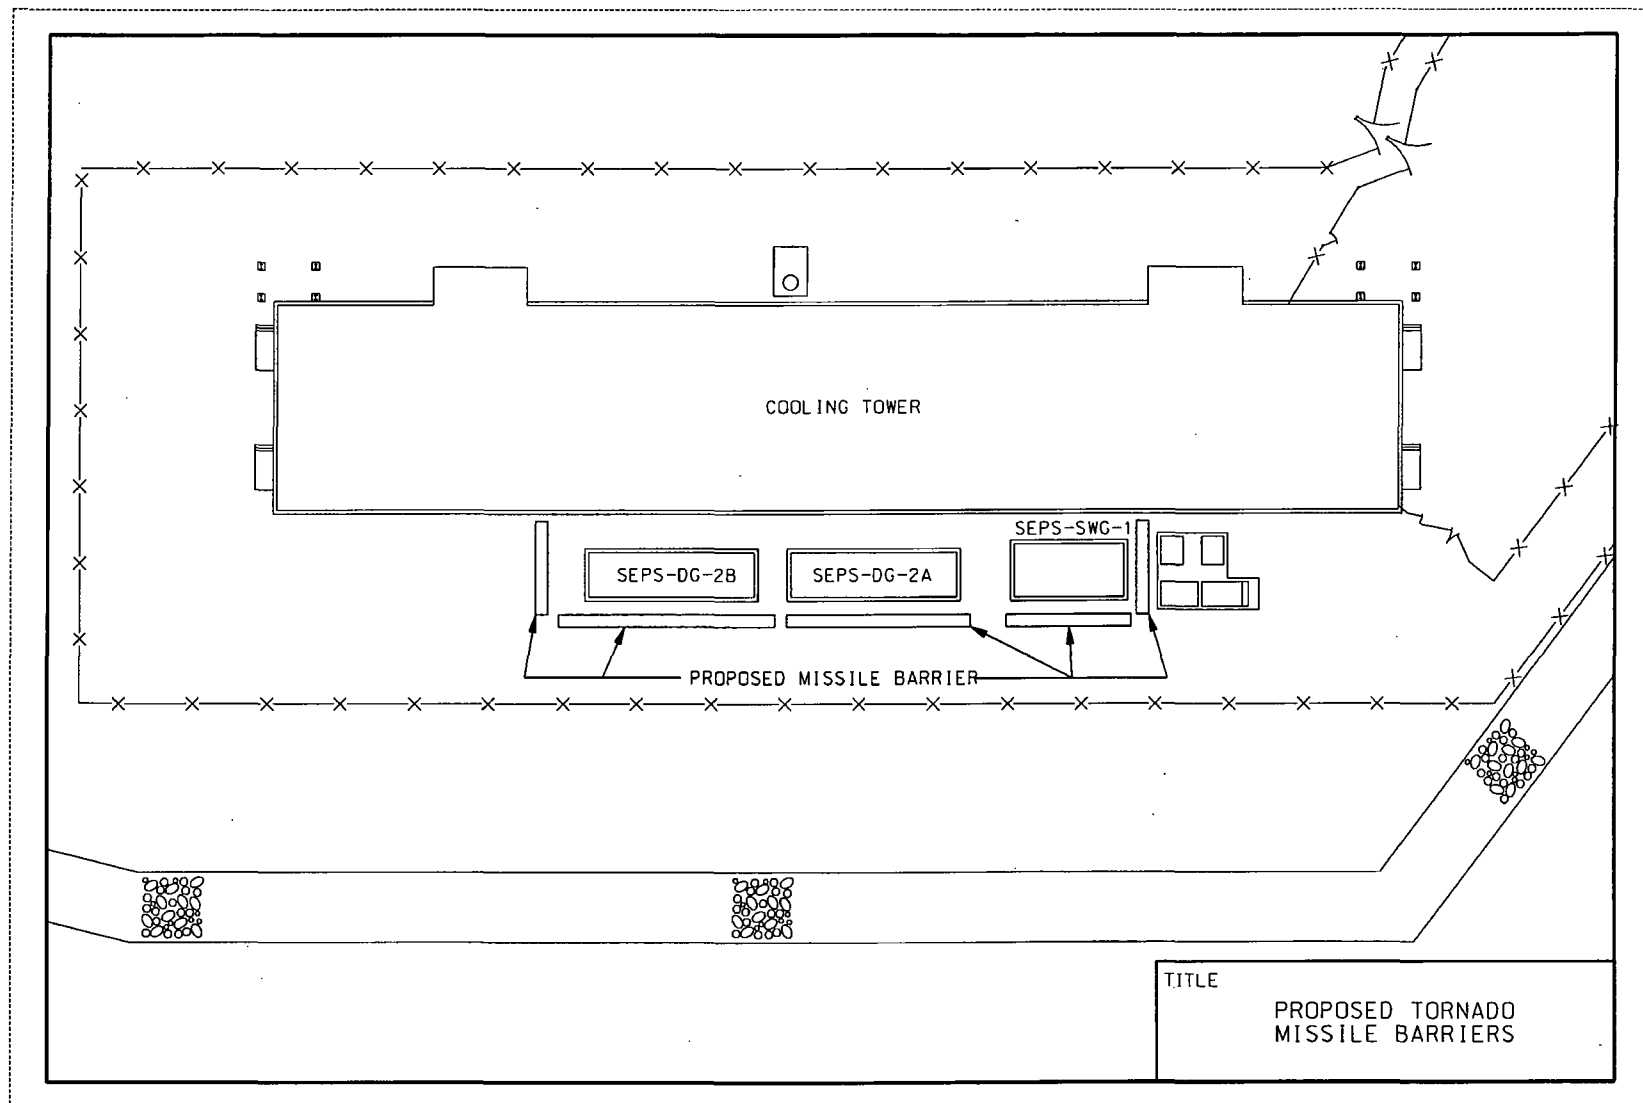 COOLING TOWER
SEPS-SWG-1
SEPS-DG-2B
SEPS-DG-2A
PROPOSED MISSILE BARRIER
TITLE
PROPOSED TORNADO
MISSILE BARRIERS